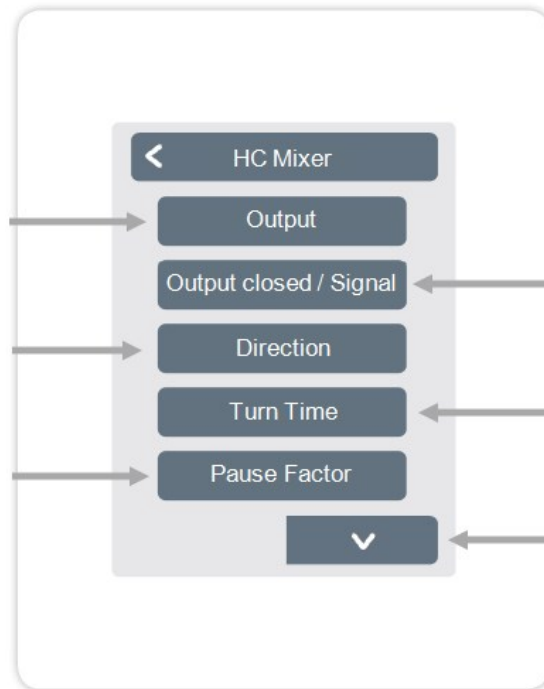 HC Mixer
Output
Output closed / Signal
Direction
Turn Time
Pause Factor